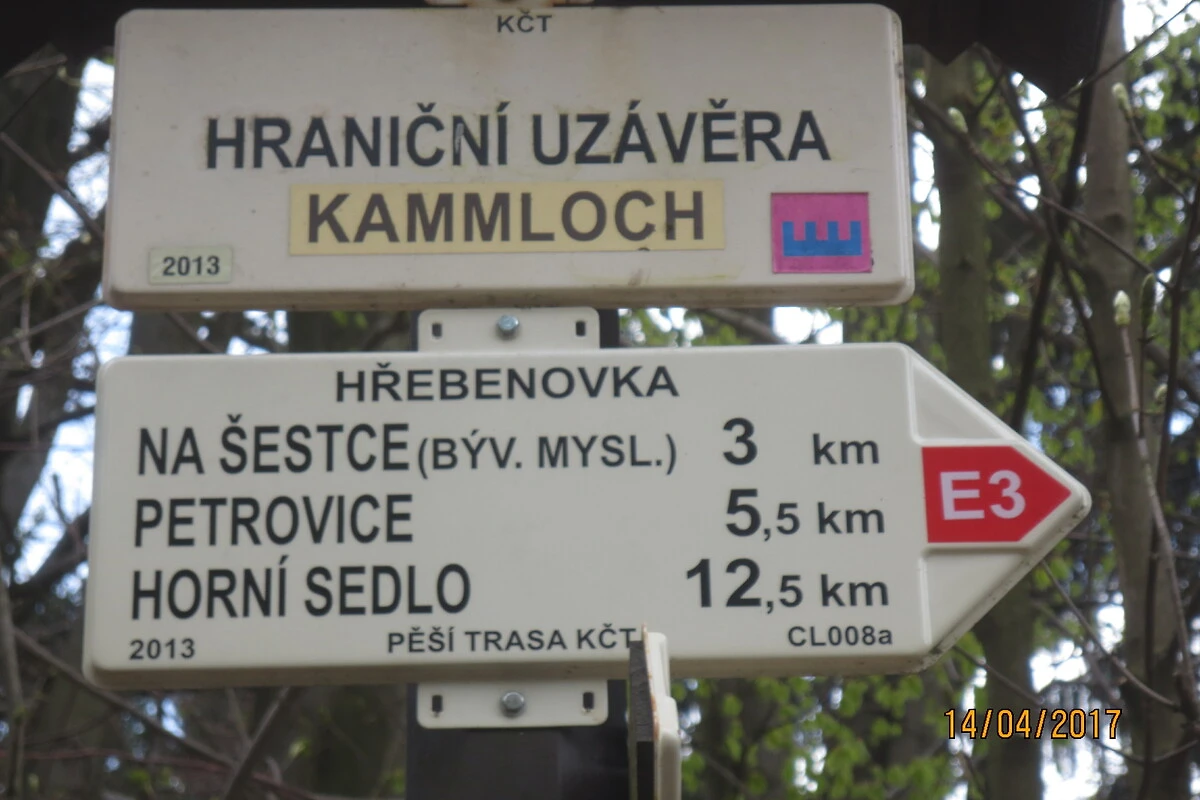 KČT
HRANIČNÍ UZÁVĚRA
KAMMLOCH
2013
HŘEBENOVKA
NA ŠESTCE (BÝV. MYSL.) 3 km
PETROVICE 5,5 km
HORNÍ SEDLO 12,5 km
E3
2013 PĚŠÍ TRASA KČT CL008a
14/04/2017